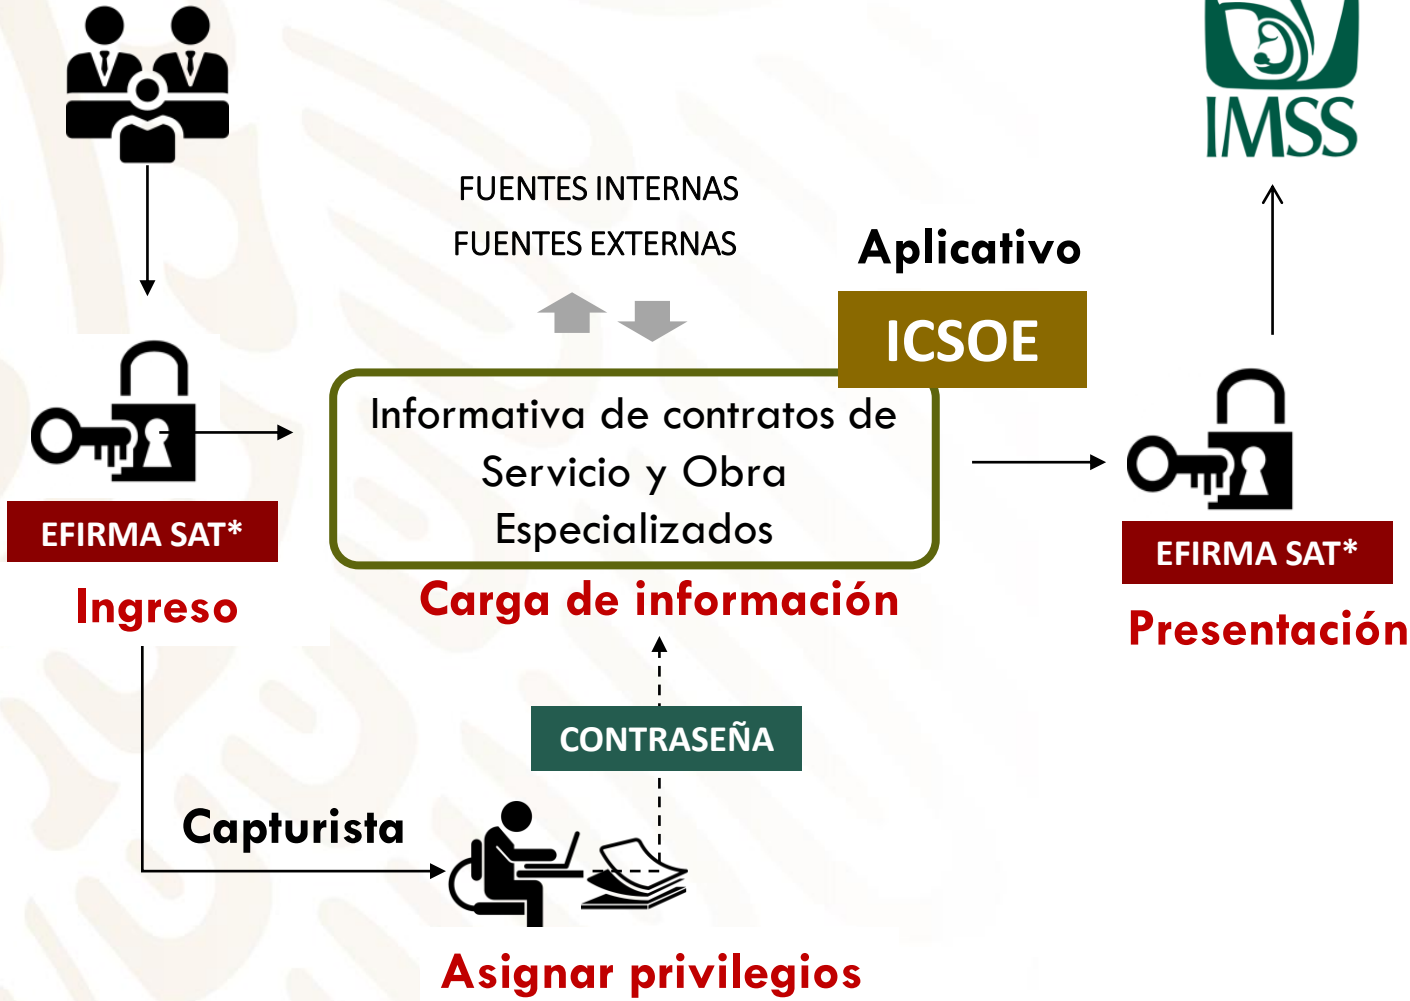 IMSS
FUENTES INTERNAS
FUENTES EXTERNAS
Aplicativo
ICSOE
Informativa de contratos de
Servicio y Obra
Especializados
EFIRMA SAT*
Ingreso
Carga de información
EFIRMA SAT*
Presentación
CONTRASEÑA
Capturista
Asignar privilegios